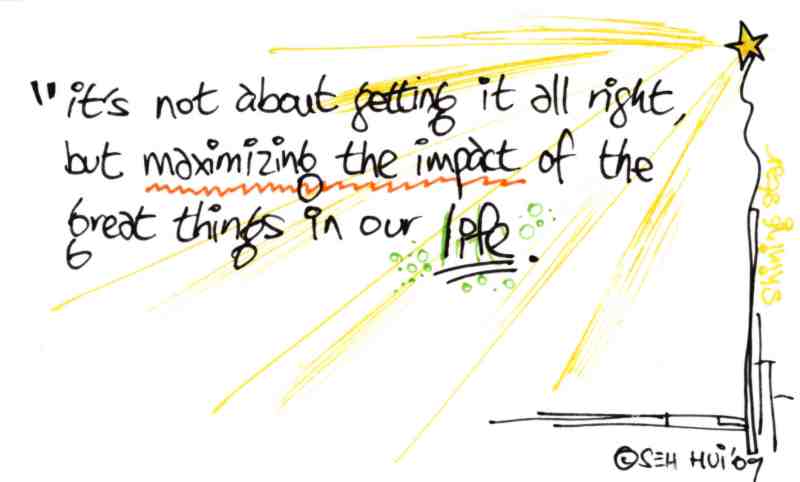 "it's not about getting it all right,
but maximizing the impact of the
great things in our life.
shining star
©SEH HUI '09